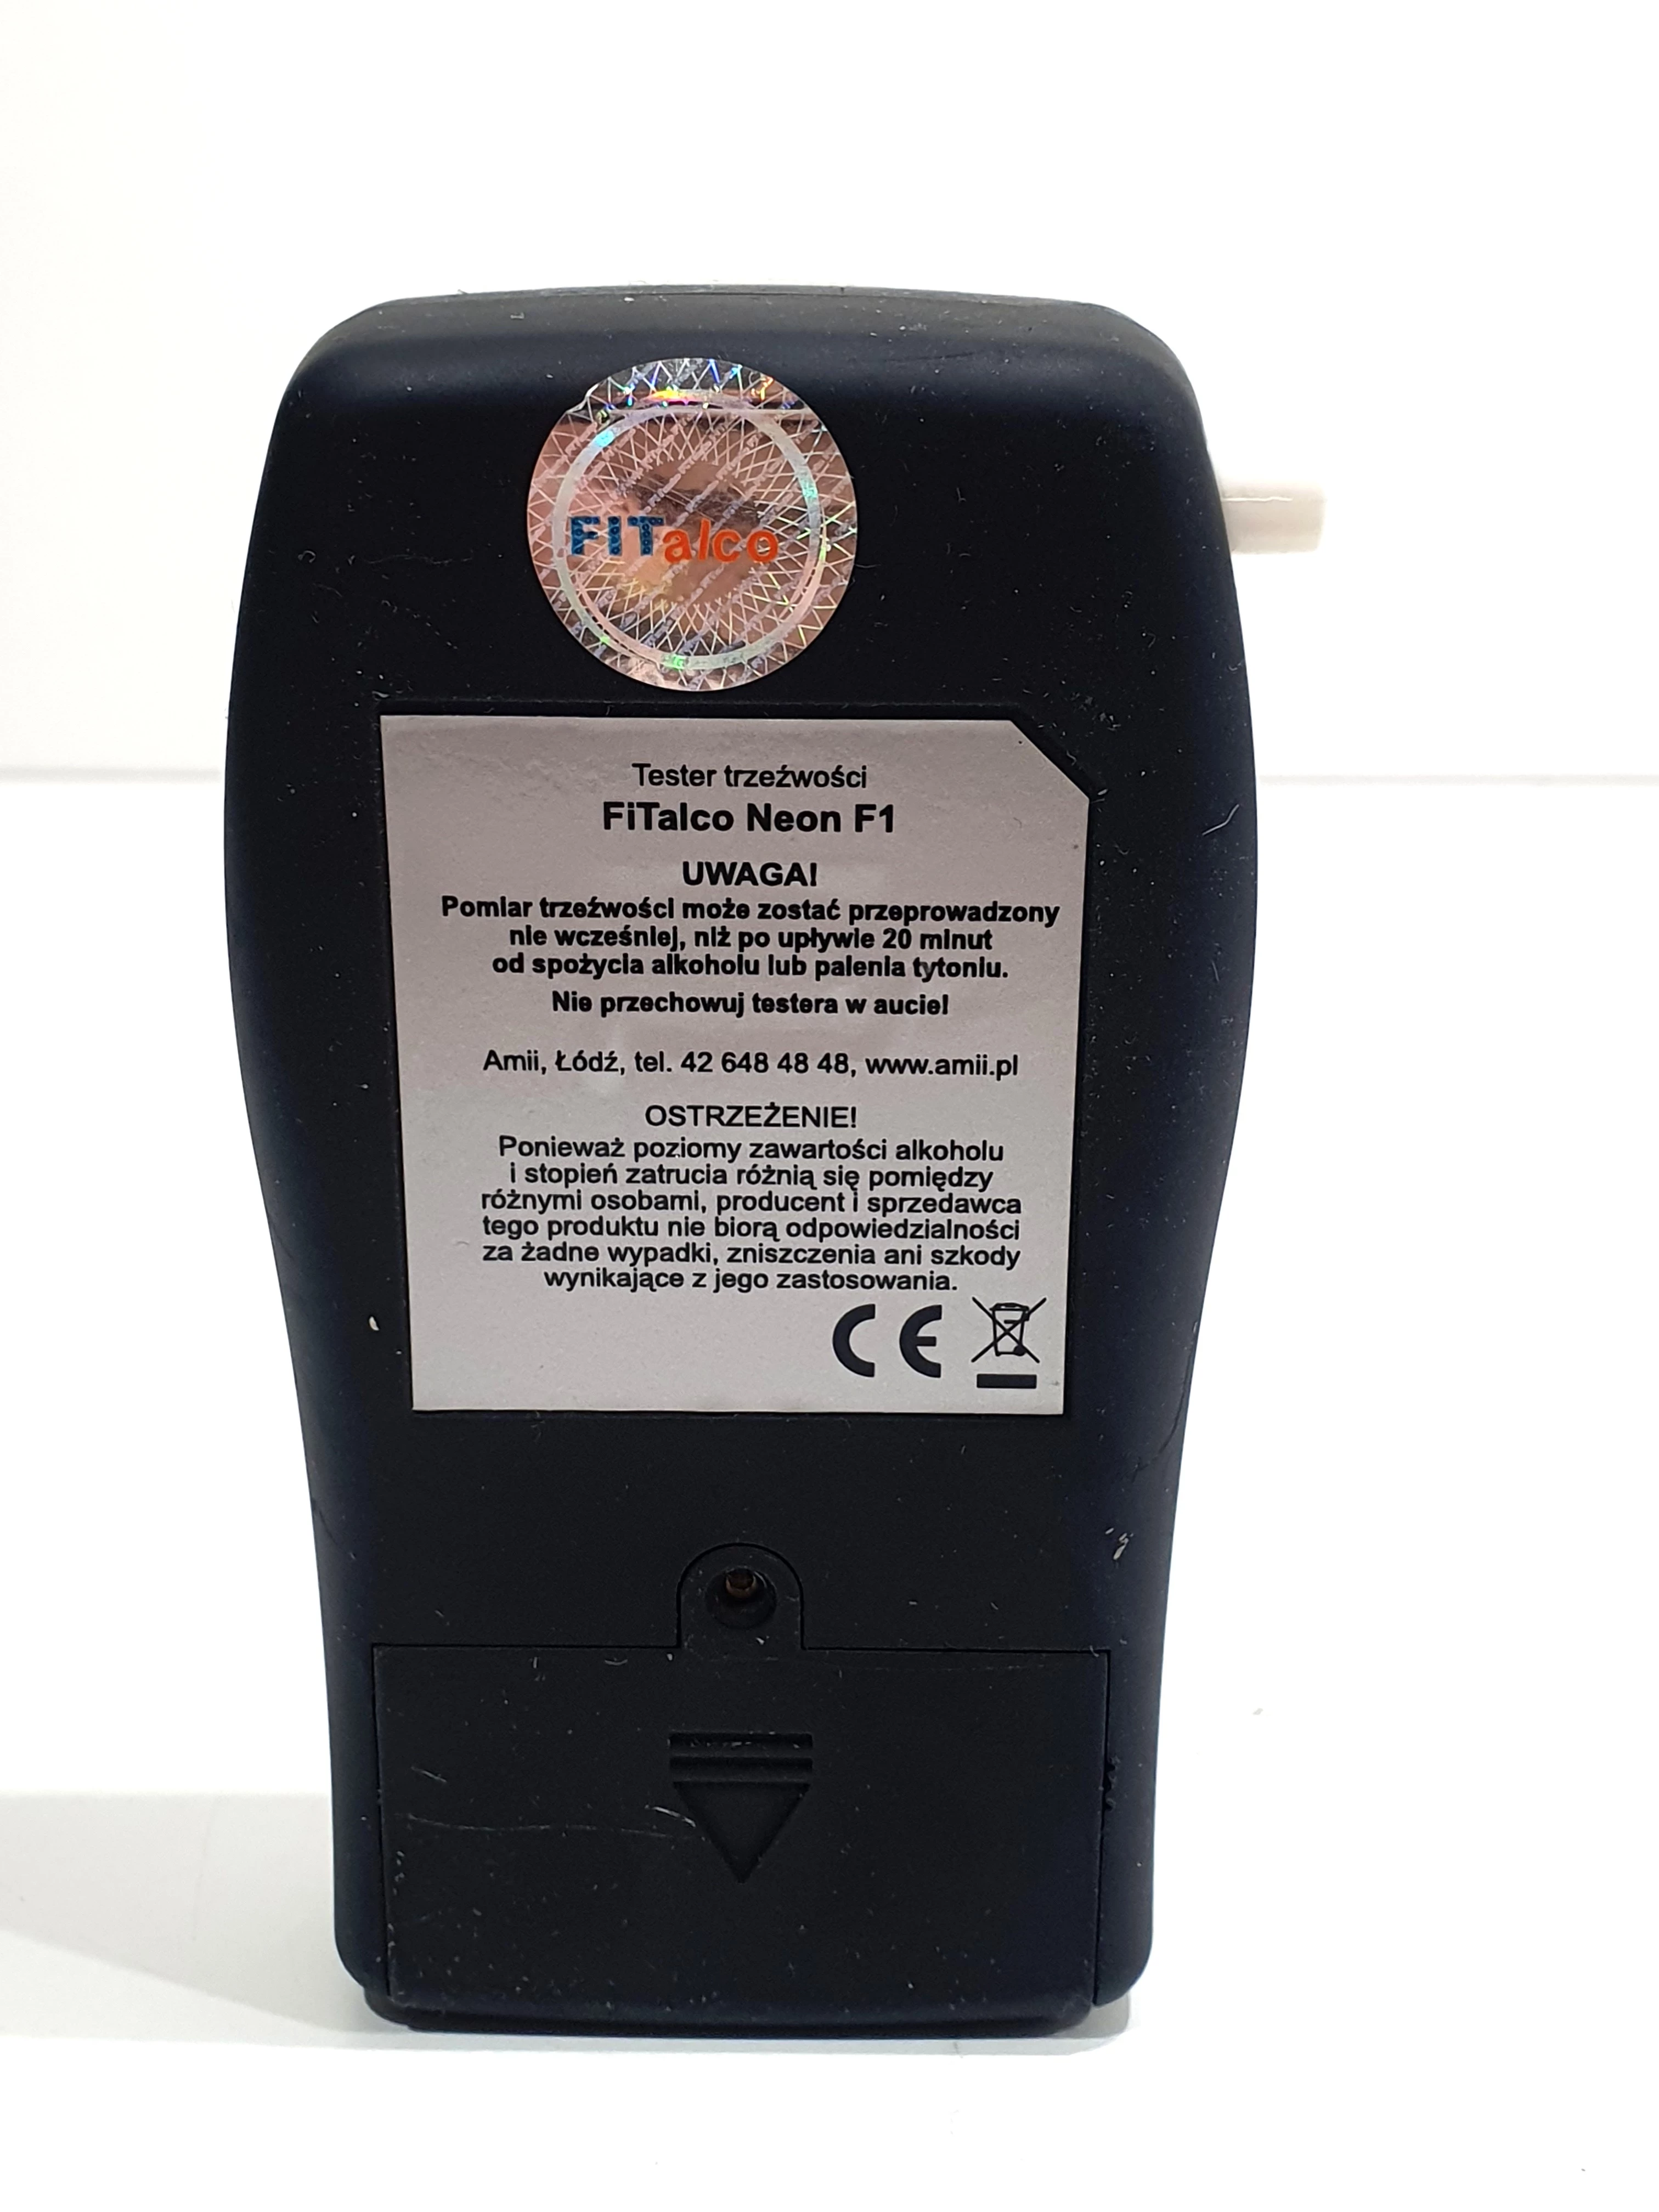 FITalco
Tester trzeźwości
FiTalco Neon F1
UWAGA!
Pomiar trzeźwości może zostać przeprowadzony
nie wcześniej, niż po upływie 20 minut
od spożycia alkoholu lub palenia tytoniu.
Nie przechowuj testera w aucie!
Amii, Łódź, tel. 42 648 48 48, www.amii.pl
OSTRZEŻENIE!
Ponieważ poziomy zawartości alkoholu
i stopień zatrucia różnią się pomiędzy
różnymi osobami, producent i sprzedawca
tego produktu nie biorą odpowiedzialności
za żadne wypadki, zniszczenia ani szkody
wynikające z jego zastosowania.
CE